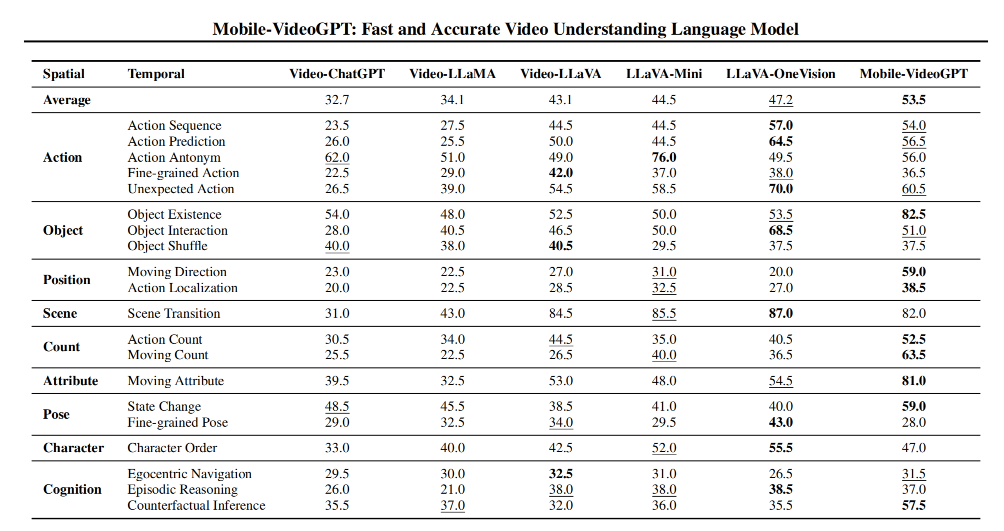 Mobile-VideoGPT: Fast and Accurate Video Understanding Language Model
Spatial Temporal Video-ChatGPT Video-LLaMA Video-LLaVA LLaVA-Mini LLaVA-OneVision Mobile-VideoGPT
Average 32.7 34.1 43.1 44.5 47.2 53.5
Action Sequence 23.5 27.5 44.5 44.5 57.0 54.0
Action Prediction 26.0 25.5 50.0 44.5 64.5 56.5
Action Action Antonym 62.0 51.0 49.0 76.0 49.5 56.0
Fine-grained Action 22.5 29.0 42.0 37.0 38.0 36.5
Unexpected Action 26.5 39.0 54.5 58.5 70.0 60.5
Object Existence 54.0 48.0 52.5 50.0 53.5 82.5
Object Object Interaction 28.0 40.5 46.5 50.0 68.5 51.0
Object Shuffle 40.0 38.0 40.5 29.5 37.5 37.5
Position Moving Direction 23.0 22.5 27.0 31.0 20.0 59.0
Action Localization 20.0 22.5 28.5 32.5 27.0 38.5
Scene Scene Transition 31.0 43.0 84.5 85.5 87.0 82.0
Count Action Count 30.5 34.0 44.5 35.0 40.5 52.5
Moving Count 25.5 22.5 26.5 40.0 36.5 63.5
Attribute Moving Attribute 39.5 32.5 53.0 48.0 54.5 81.0
Pose State Change 48.5 45.5 38.5 41.0 40.0 59.0
Fine-grained Pose 29.0 32.5 34.0 29.5 43.0 28.0
Character Character Order 33.0 40.0 42.5 52.0 55.5 47.0
Egocentric Navigation 29.5 30.0 32.5 31.0 26.5 31.5
Cognition Episodic Reasoning 26.0 21.0 38.0 38.0 38.5 37.0
Counterfactual Inference 35.5 37.0 32.0 36.0 35.5 57.5